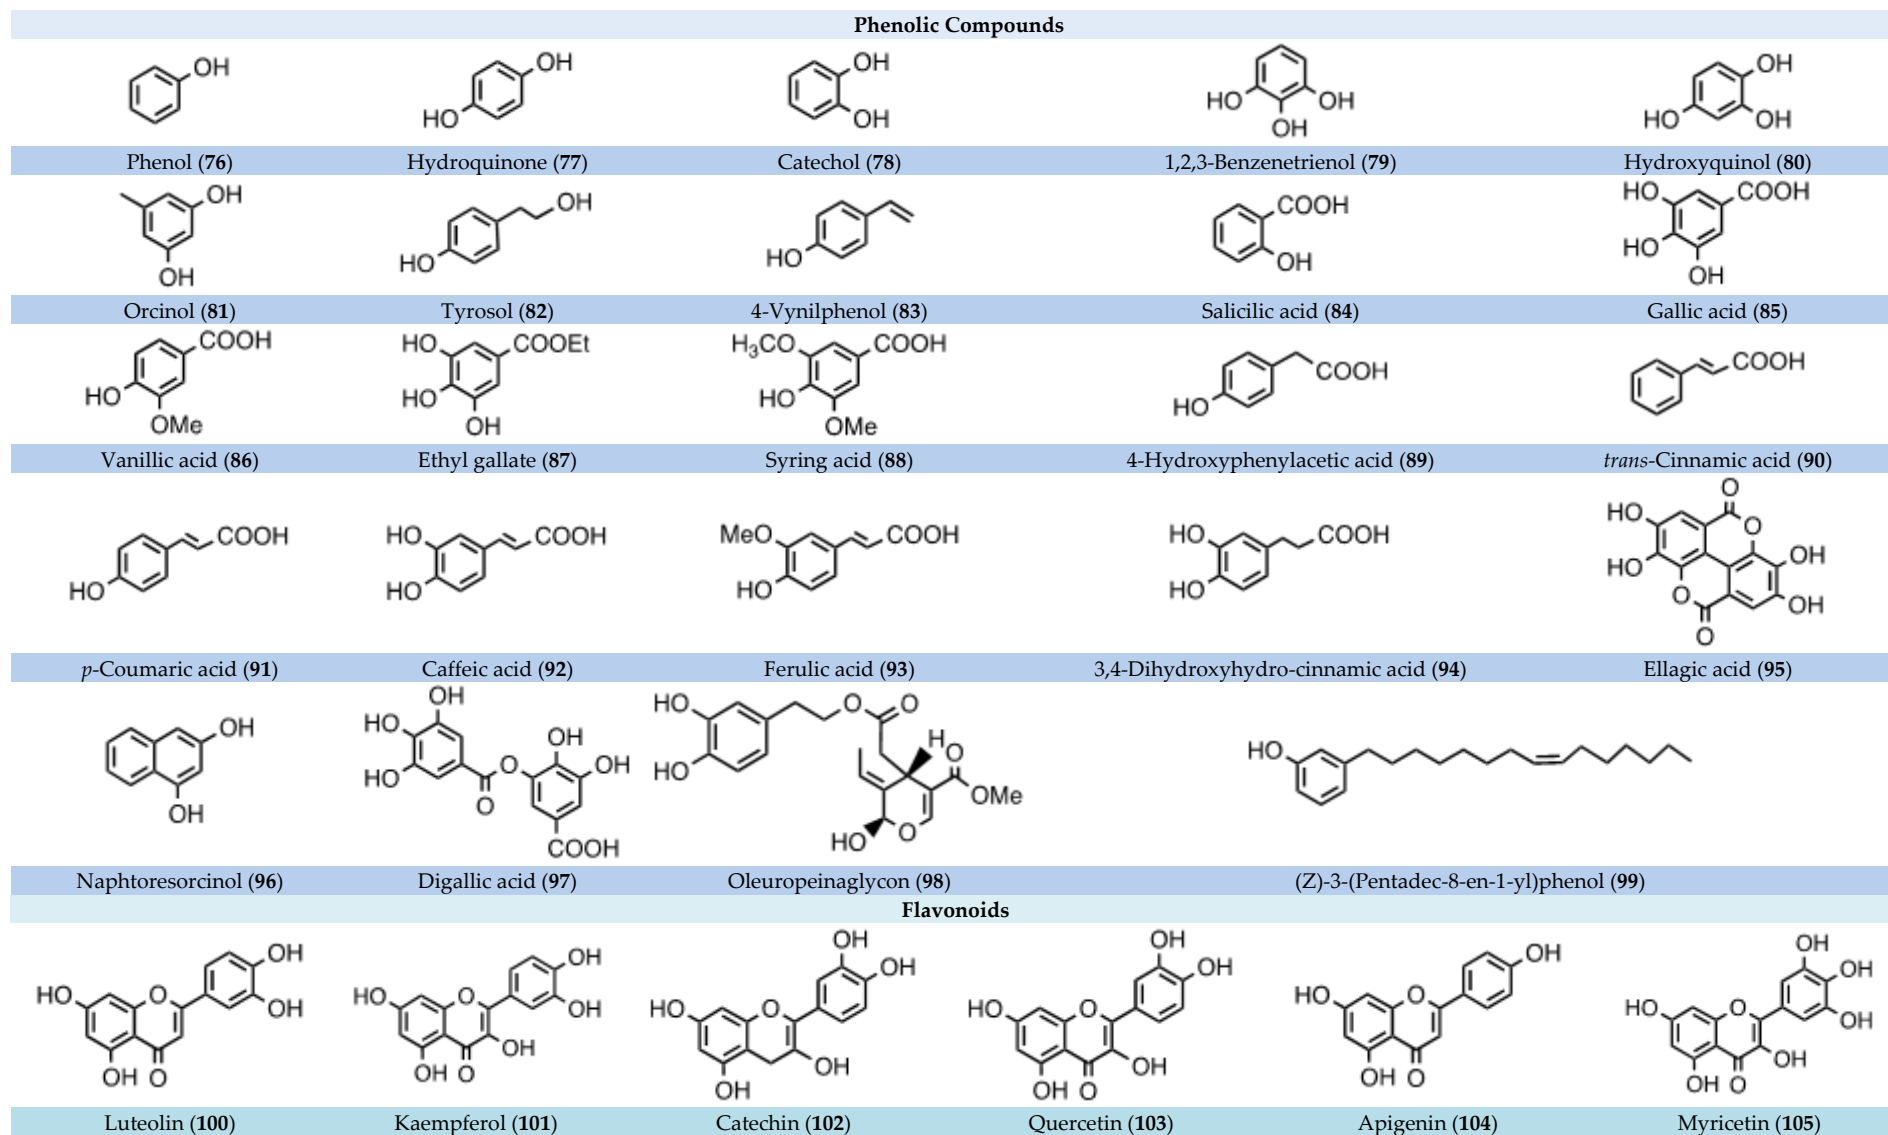 Phenolic Compounds
OH
OH
HO
OH
OH
HO
OH
OH
OH
HO
OH
Phenol (76)
Hydroquinone (77)
Catechol (78)
1,2,3-Benzenetrienol (79)
Hydroxyquinol (80)
OH
OH
OH
HO
HO
COOH
OH
HO
COOH
HO
OH
Orcinol (81)
Tyrosol (82)
4-Vynilphenol (83)
Salicilic acid (84)
Gallic acid (85)
COOH
HO
OMe
HO
COOEt
HO
OH
H₃CO
COOH
HO
OMe
COOH
HO
COOH
Vanillic acid (86)
Ethyl gallate (87)
Syring acid (88)
4-Hydroxyphenylacetic acid (89)
trans-Cinnamic acid (90)
COOH
HO
HO
COOH
HO
MeO
COOH
HO
HO
COOH
HO
O
HO
O
HO
OH
O
OH
O
p-Coumaric acid (91)
Caffeic acid (92)
Ferulic acid (93)
3,4-Dihydroxyhydro-cinnamic acid (94)
Ellagic acid (95)
OH
OH
OH
HO
HO
O
O
OH
OH
COOH
HO
O
O
HO
H
O
OMe
HO
O
HO
Naphtoresorcinol (96)
Digallic acid (97)
Oleuropeinaglycon (98)
(Z)-3-(Pentadec-8-en-1-yl)phenol (99)
Flavonoids
OH
HO
O
OH
OH
O
OH
HO
O
OH
OH
OH
O
OH
OH
HO
O
OH
OH
OH
OH
HO
O
OH
OH
O
OH
HO
O
OH
O
OH
OH
HO
O
OH
OH
OH
O
Luteolin (100)
Kaempferol (101)
Catechin (102)
Quercetin (103)
Apigenin (104)
Myricetin (105)